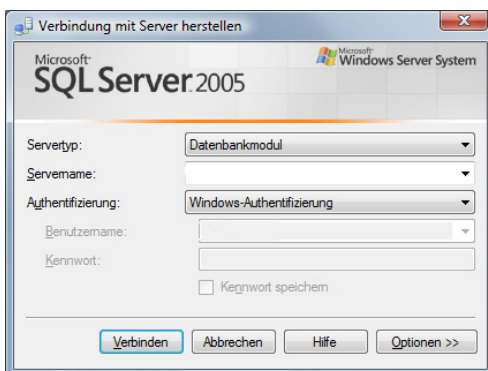 Verbindung mit Server herstellen
Microsoft
SQL Server 2005
Microsoft
Windows Server System
Servertyp:
Datenbankmodul
Servername:
Authentifizierung:
Windows-Authentifizierung
Benutzername:
Kennwort:
Kennwort speichern
Verbinden
Abbrechen
Hilfe
Optionen >>